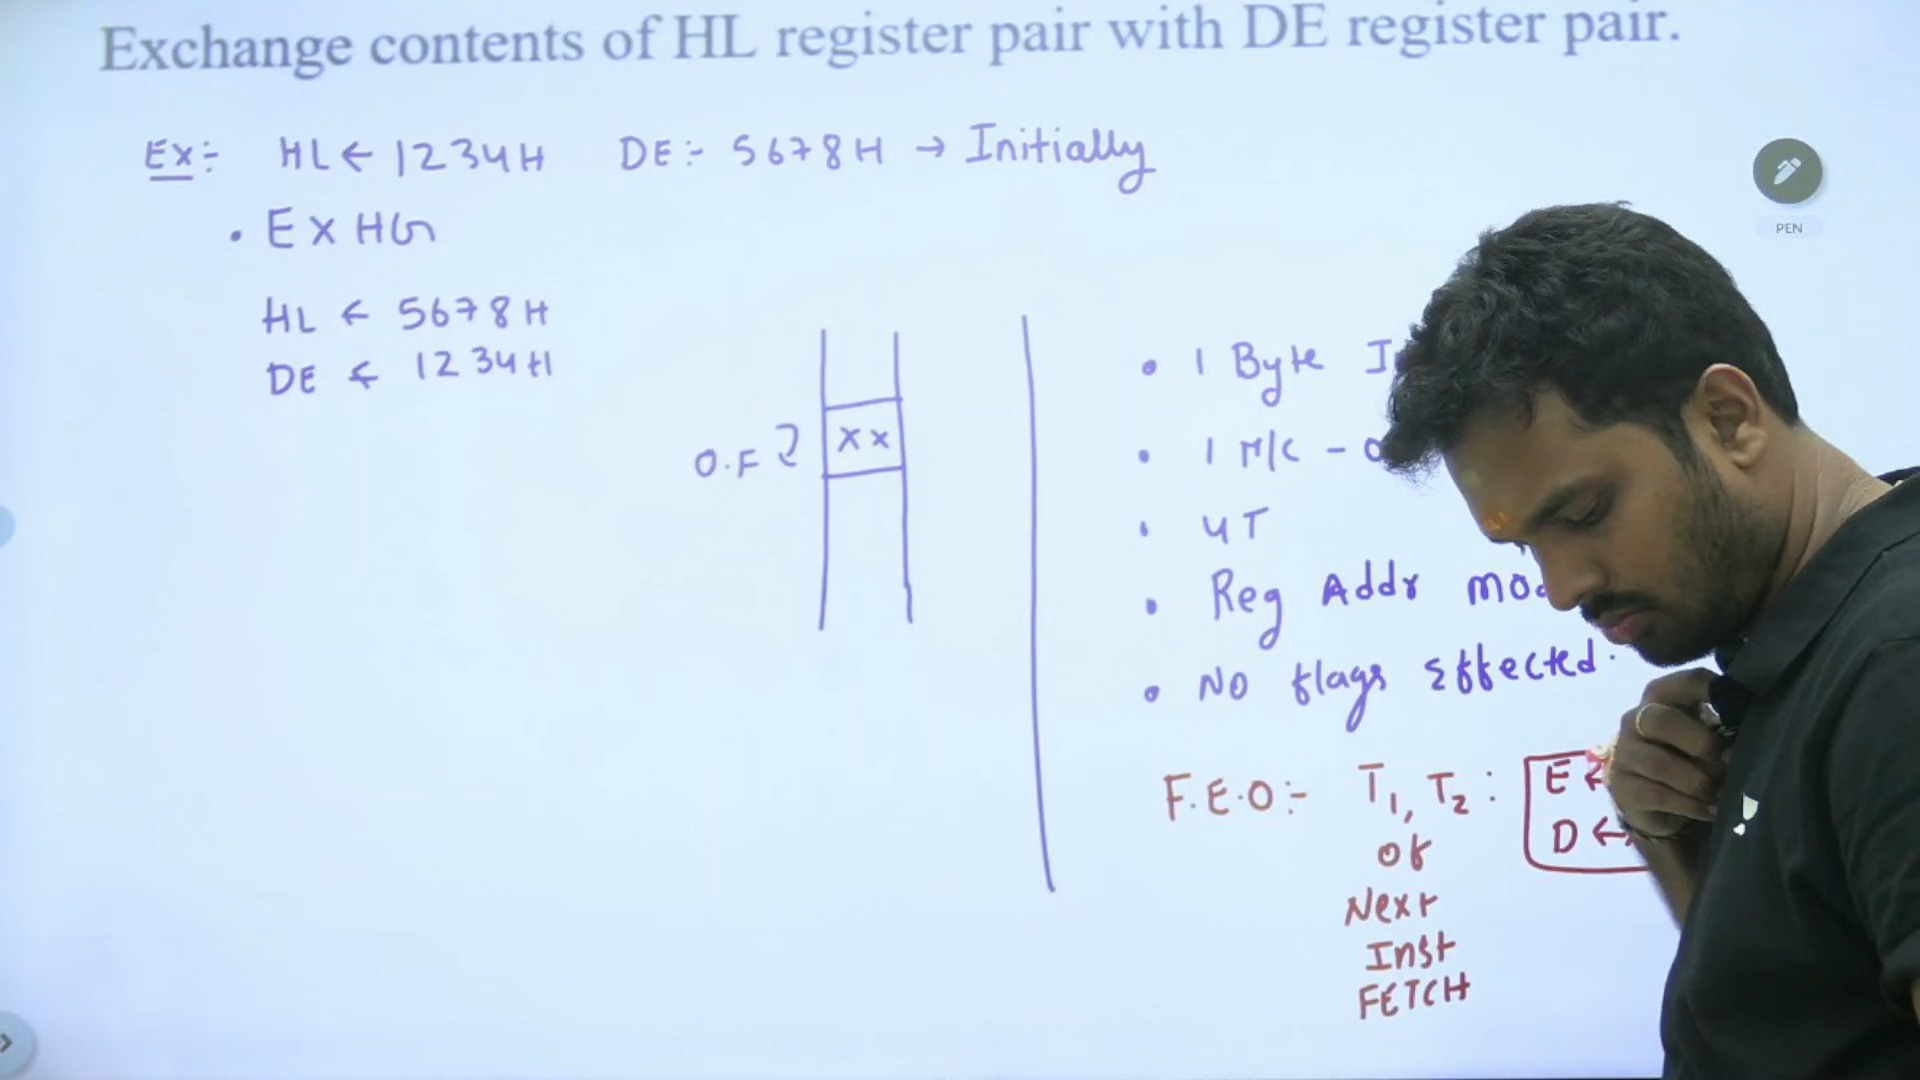 Exchange contents of HL register pair with DE register pair.
Ex:- HL ← 1234H DE:- 5678H → Initially
• EXHG
HL ← 5678H
DE ← 1234H
O.F
XX
• 1 Byte
• 1 M/C -
• 4T
• Reg Addr
• No flags Effected.
F.E.O:- T1, T2 :
E ←
D ←
Of
Next
Inst
FETCH
PEN